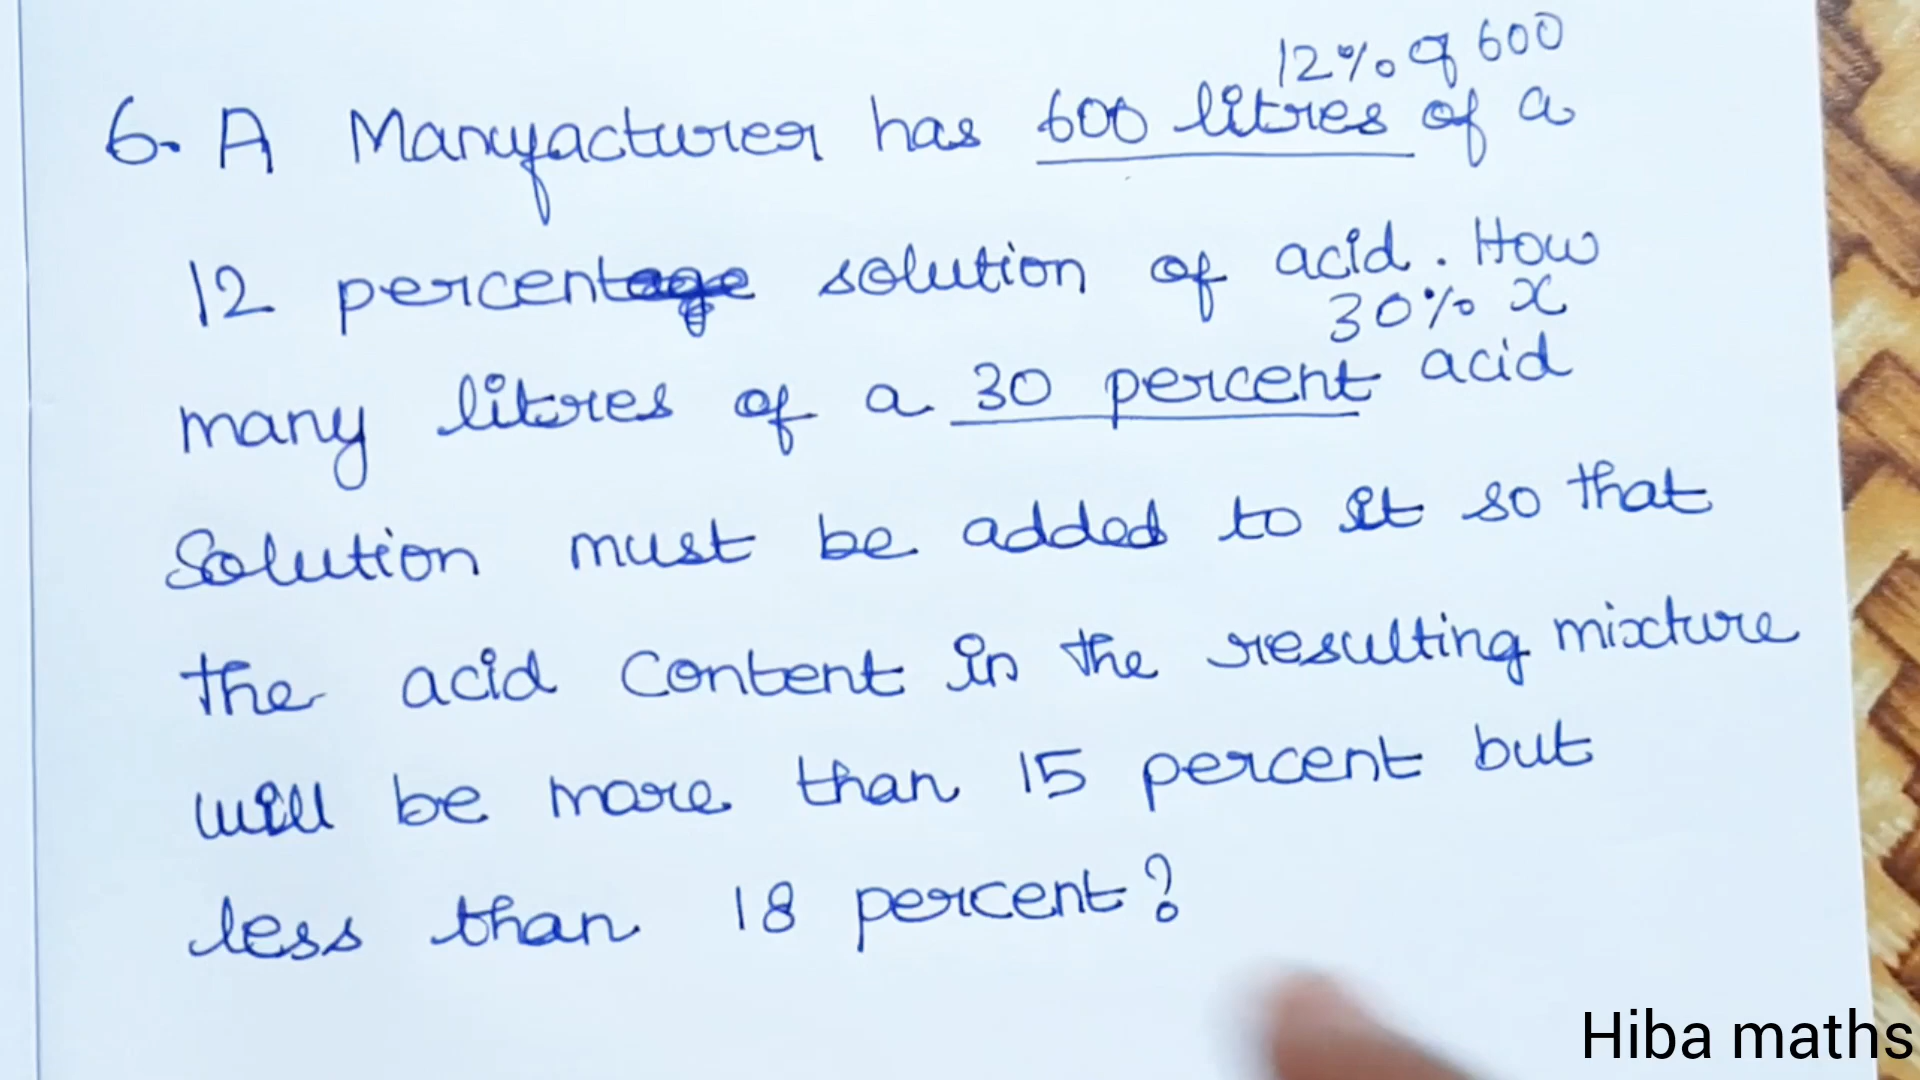 12% of 600
6. A Manufacturer has 600 litres of a
12 percentage solution of acid. How
30% x
many litres of a 30 percent acid
Solution must be added to it so that
the acid content in the resulting mixture
will be more than 15 percent but
less than 18 percent?
Hiba maths